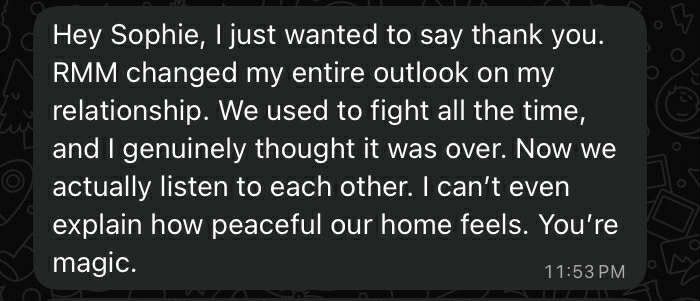 Hey Sophie, I just wanted to say thank you.
RMM changed my entire outlook on my
relationship. We used to fight all the time,
and I genuinely thought it was over. Now we
actually listen to each other. I can’t even
explain how peaceful our home feels. You’re
magic.
11:53 PM